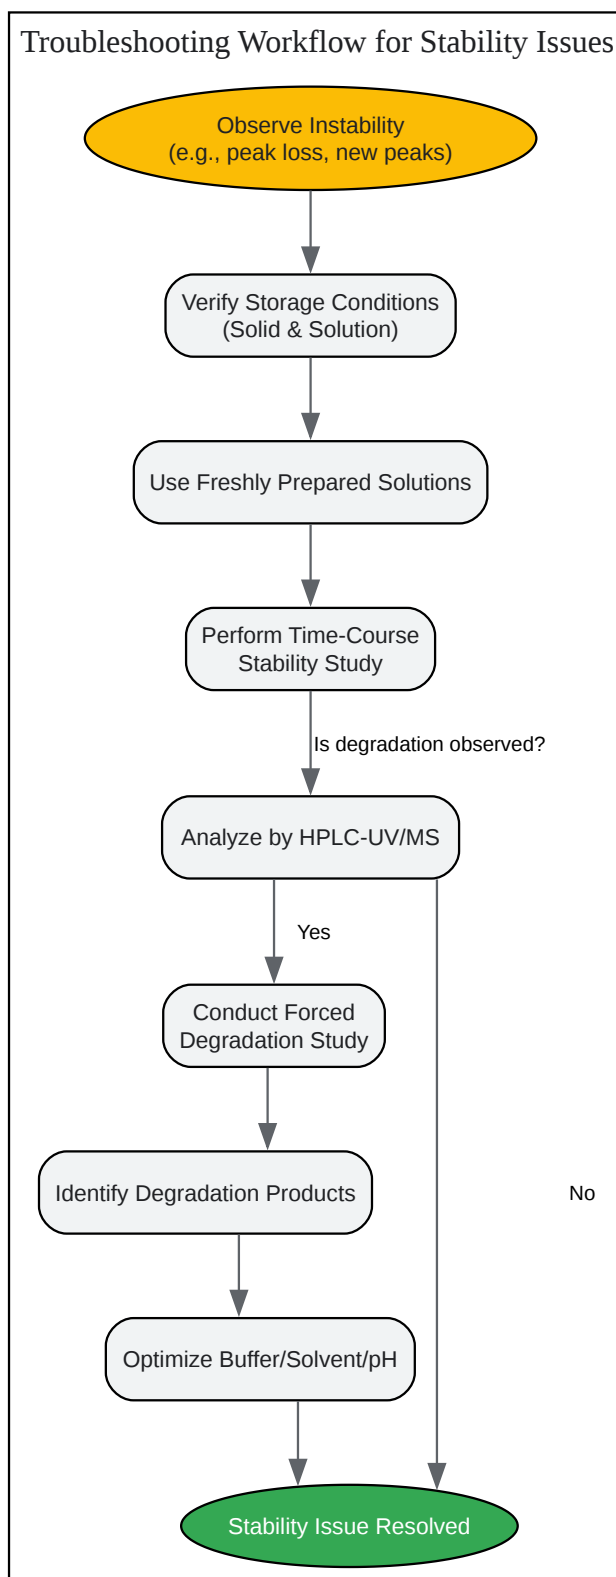 Troubleshooting Workflow for Stability Issues
Observe Instability
(e.g., peak loss, new peaks)
Verify Storage Conditions
(Solid & Solution)
Use Freshly Prepared Solutions
Perform Time-Course
Stability Study
Is degradation observed?
Analyze by HPLC-UV/MS
Yes
Conduct Forced
Degradation Study
Identify Degradation Products
No
Optimize Buffer/Solvent/pH
Stability Issue Resolved